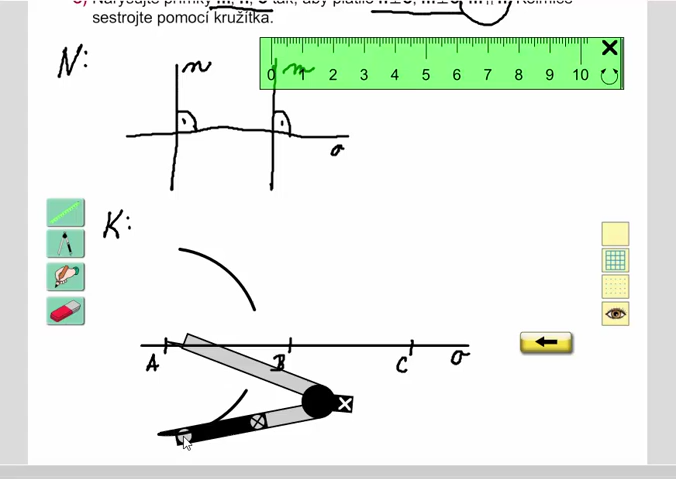 sestrojte pomocí kružítka.
N:
n
m
0 1 2 3 4 5 6 7 8 9 10
o
K:
A B C o